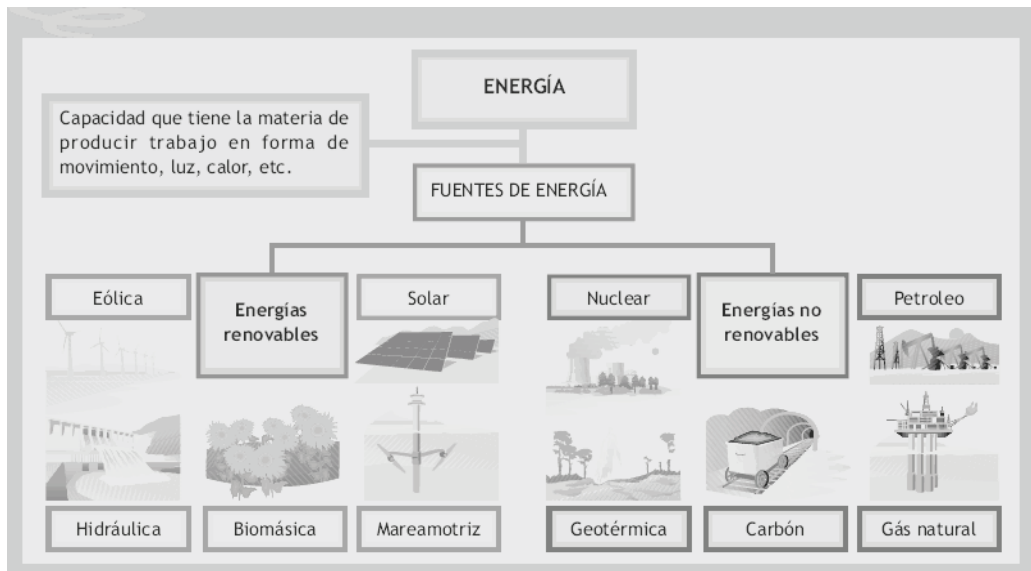 ENERGÍA
Capacidad que tiene la materia de
producir trabajo en forma de
movimiento, luz, calor, etc.
FUENTES DE ENERGÍA
Eólica
Energías
renovables
Solar
Nuclear
Energías no
renovables
Petroleo
Hidráulica
Biomásica
Mareamotriz
Geotérmica
Carbón
Gás natural